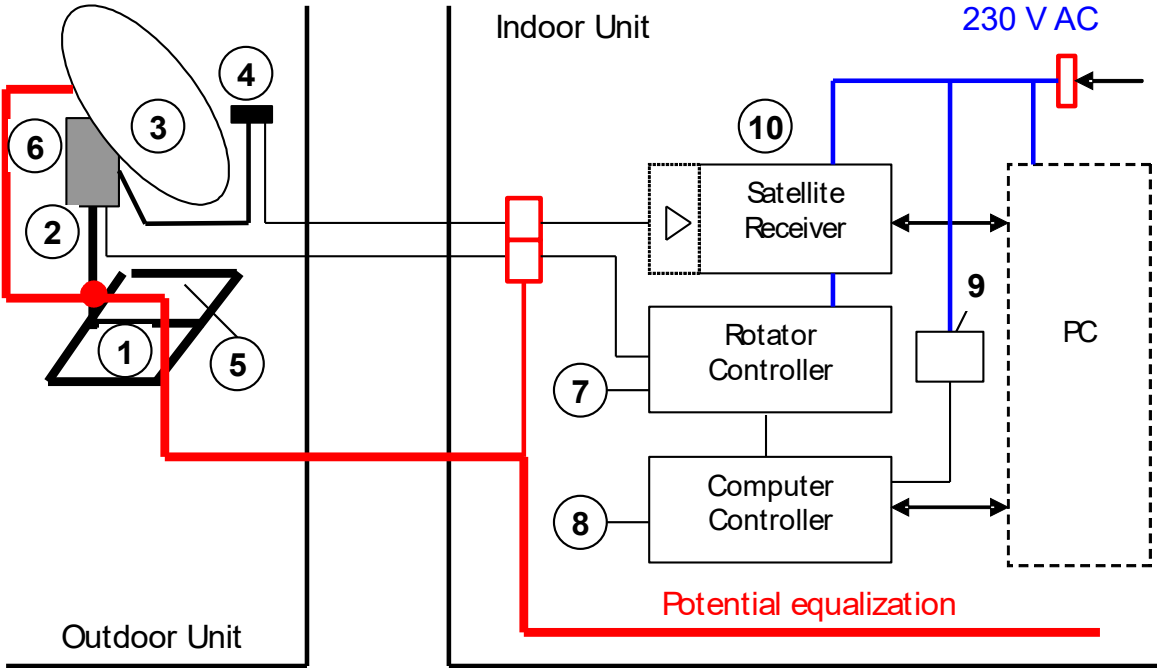 Indoor Unit
230 V AC
4
3
10
6
Satellite
Receiver
2
9
Rotator
Controller
PC
1
5
7
Computer
Controller
8
Potential equalization
Outdoor Unit